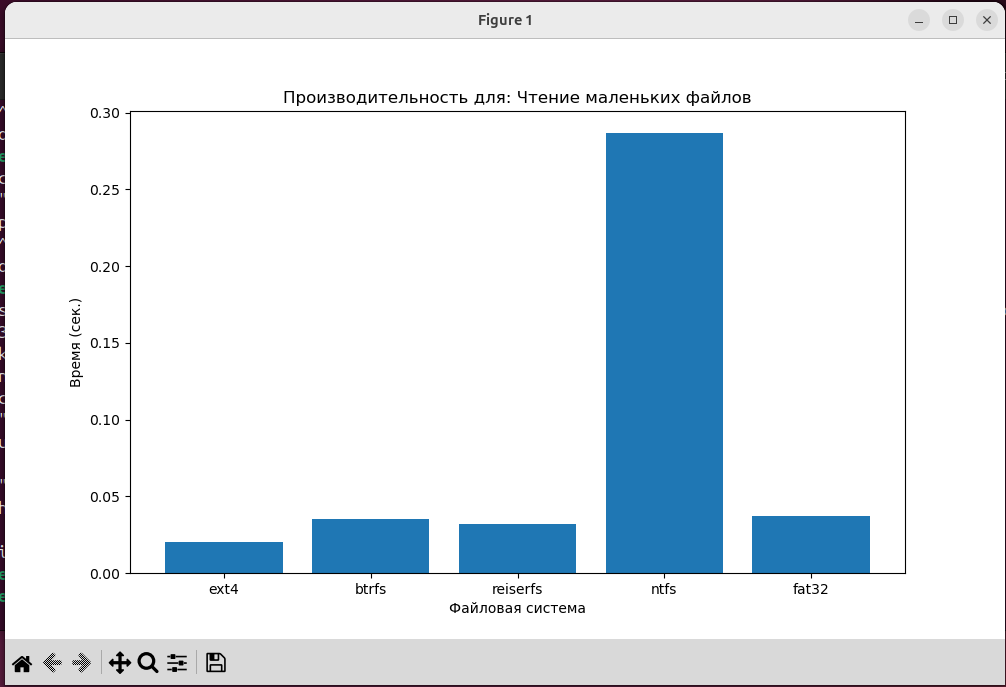 Figure 1
Производительность для: Чтение маленьких файлов
0.30
0.25
0.20
0.15
0.10
0.05
0.00
Время (сек.)
ext4 btrfs reiserfs ntfs fat32
Файловая система